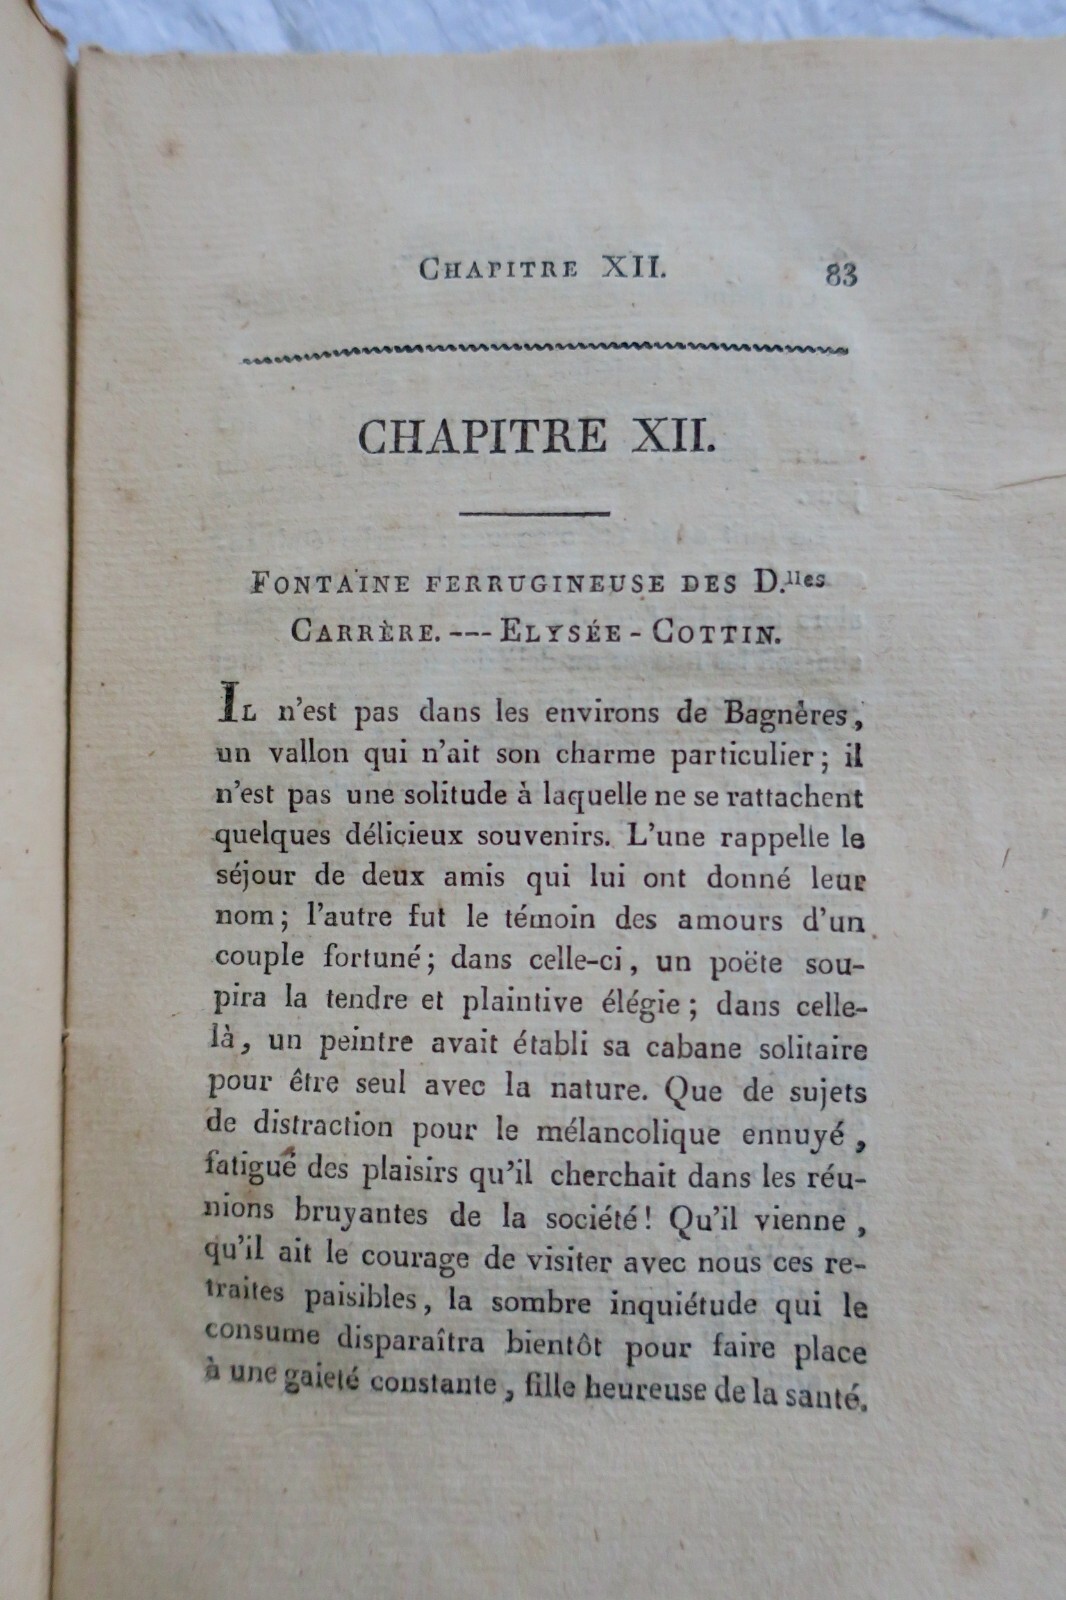 CHAPITRE XII. 83
CHAPITRE XII.
FONTAINE FERRUGINEUSE DES D.lles
CARRÈRE. --- ELYSÉE - COTTIN.
IL n'est pas dans les environs de Bagnères,
un vallon qui n'ait son charme particulier; il
n'est pas une solitude à laquelle ne se rattachent
quelques délicieux souvenirs. L'une rappelle le
séjour de deux amis qui lui ont donné leur
nom; l'autre fut le témoin des amours d'un
couple fortuné; dans celle-ci, un poëte sou-
pira la tendre et plaintive élégie; dans celle-
là, un peintre avait établi sa cabane solitaire
pour être seul avec la nature. Que de sujets
de distraction pour le mélancolique ennuyé,
fatigué des plaisirs qu'il cherchait dans les réu-
nions bruyantes de la société! Qu'il vienne,
qu'il ait le courage de visiter avec nous ces re-
traites paisibles, la sombre inquiétude qui le
consume disparaîtra bientôt pour faire place
à une gaieté constante, fille heureuse de la santé.